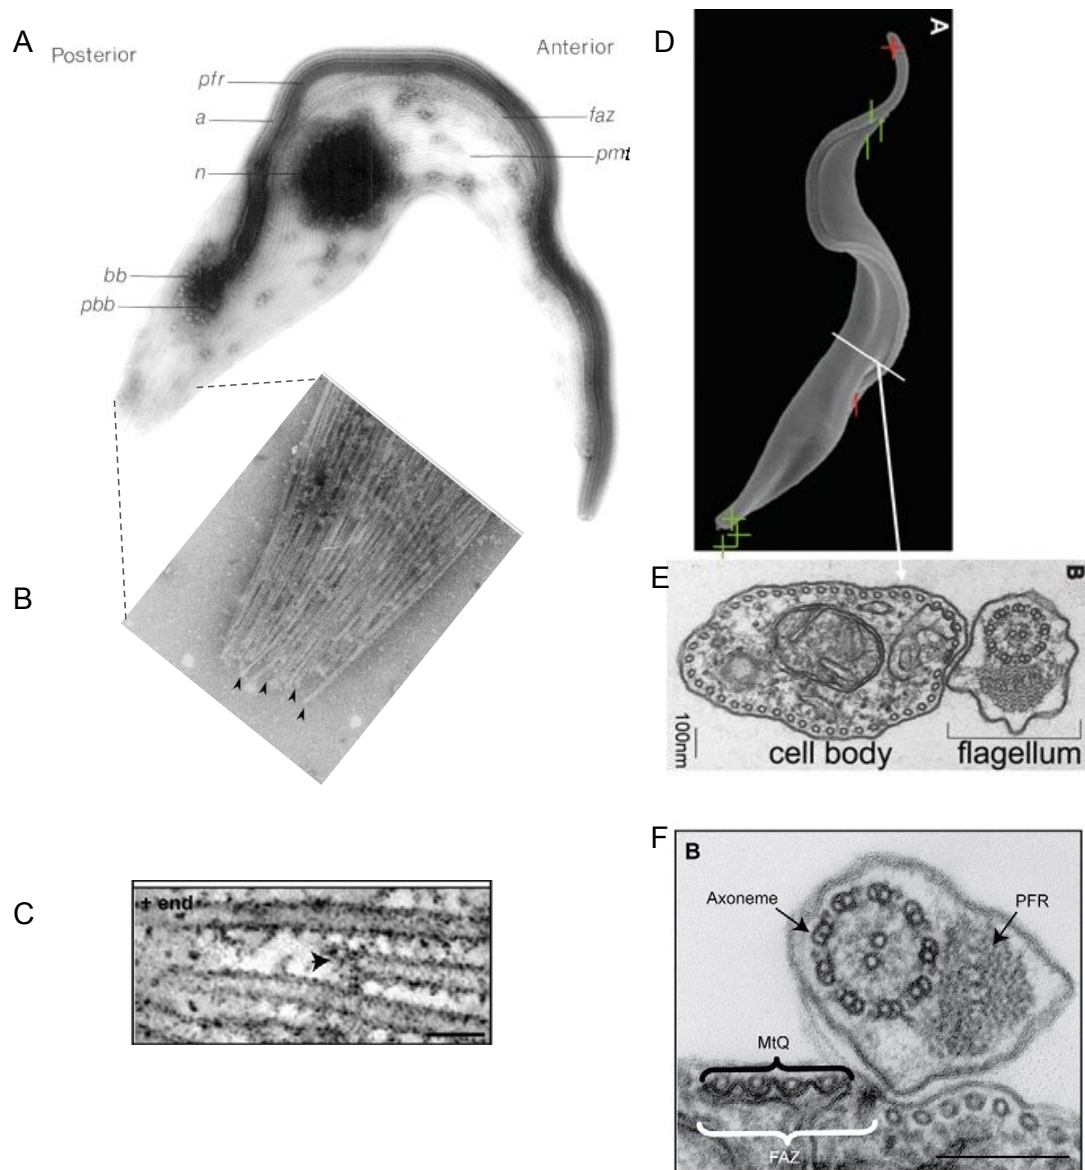 A
Posterior
Anterior
pfr
a
n
faz
pmt
bb
pbb
B
C
+ end
D
A
E
B
100nm
cell body
flagellum
F
B
Axoneme
PFR
MtQ
FAZ